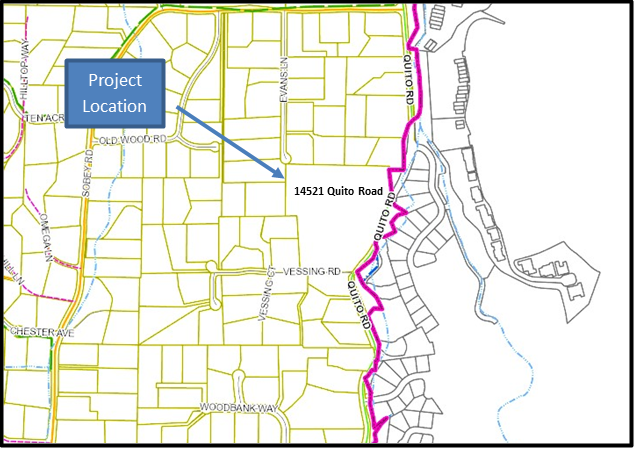 HILLTOP WAY
Project
Location
TEN ACR
OLD WOOD RD
EVANS LN
QUITO RD
SOBEY RD
14521 Quito Road
QUITO RD
OMEGA LN
VESSING RD
VESSING CT
QUITO RD
CHESTER AVE
WOODBANK WAY